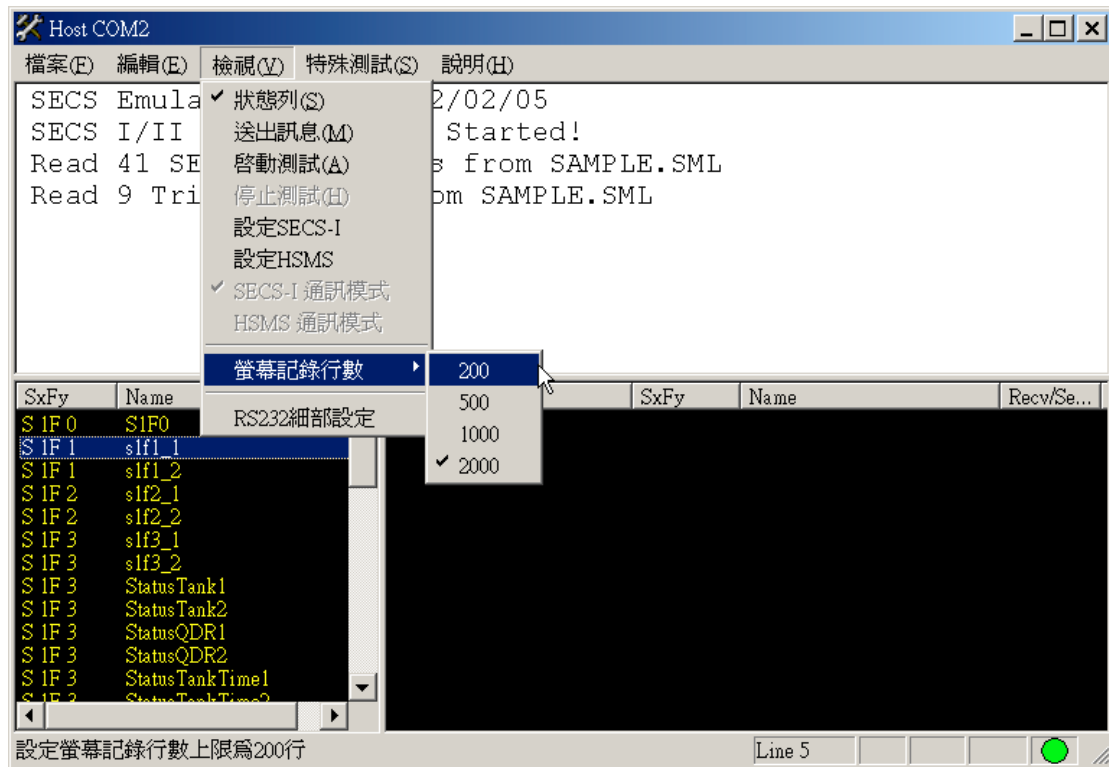 Host COM2
檔案(F) 編輯(E) 檢視(V) 特殊測試(S) 說明(H)
SECS Emula 2/02/05
SECS I/II Started!
Read 41 SE s from SAMPLE.SML
Read 9 Tri om SAMPLE.SML
狀態列(S)
送出訊息(M)
啓動測試(A)
停止測試(H)
設定SECS-I
設定HSMS
SECS-I 通訊模式
HSMS 通訊模式
螢幕記錄行數
RS232細部設定
200
500
1000
2000
SxFy Name SxFy Name Recv/Se...
S 1F 0 S1F0
S 1F 1 s1f1_1
S 1F 1 s1f1_2
S 1F 2 s1f2_1
S 1F 2 s1f2_2
S 1F 3 s1f3_1
S 1F 3 s1f3_2
S 1F 3 StatusTank1
S 1F 3 StatusTank2
S 1F 3 StatusQDR1
S 1F 3 StatusQDR2
S 1F 3 StatusTankTime1
S 1F 3 StatusTankTime2
設定螢幕記錄行數上限爲200行
Line 5